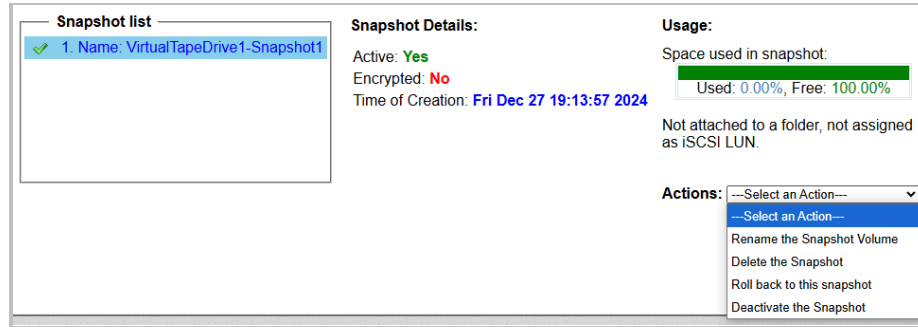 Snapshot list
1. Name: VirtualTapeDrive1-Snapshot1
Snapshot Details:
Active: Yes
Encrypted: No
Time of Creation: Fri Dec 27 19:13:57 2024
Usage:
Space used in snapshot:
Used: 0.00%, Free: 100.00%
Not attached to a folder, not assigned
as iSCSI LUN.
Actions: ---Select an Action---
---Select an Action---
Rename the Snapshot Volume
Delete the Snapshot
Roll back to this snapshot
Deactivate the Snapshot